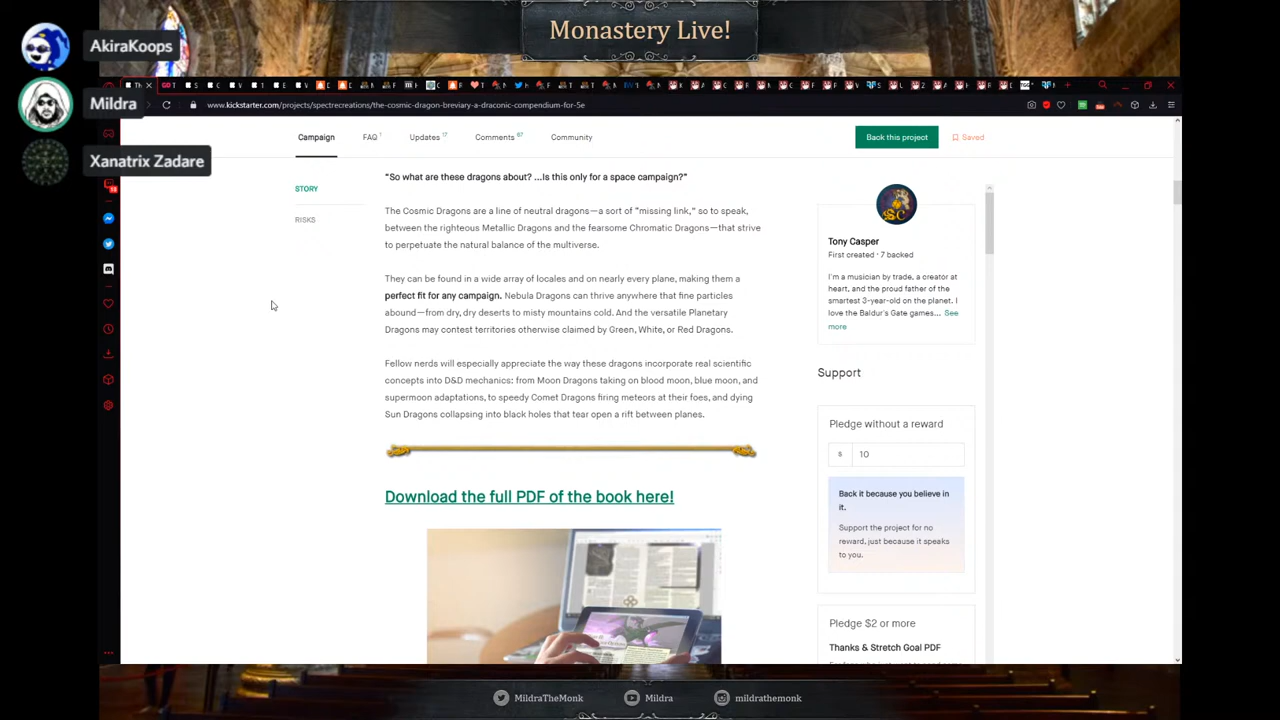 Monastery Live!
AkiraKoops
Mildra
Xanatrix Zadare
www.kickstarter.com/projects/spectrecreations/the-cosmic-dragon-breviary-a-draconic-compendium-for-5e
Campaign FAQ 1 Updates 17 Comments 67 Community Back this project Saved
STORY
RISKS
“So what are these dragons about? ...Is this only for a space campaign?”
The Cosmic Dragons are a line of neutral dragons—a sort of “missing link,” so to speak,
between the righteous Metallic Dragons and the fearsome Chromatic Dragons—that strive
to perpetuate the natural balance of the multiverse.
They can be found in a wide array of locales and on nearly every plane, making them a
perfect fit for any campaign. Nebula Dragons can thrive anywhere that fine particles
abound—from dry, dry deserts to misty mountains cold. And the versatile Planetary
Dragons may contest territories otherwise claimed by Green, White, or Red Dragons.
Fellow nerds will especially appreciate the way these dragons incorporate real scientific
concepts into D&D mechanics: from Moon Dragons taking on blood moon, blue moon, and
supermoon adaptations, to speedy Comet Dragons firing meteors at their foes, and dying
Sun Dragons collapsing into black holes that tear open a rift between planes.
Download the full PDF of the book here!
SC
Tony Casper
First created · 7 backed
I'm a musician by trade, a creator at
heart, and the proud father of the
smartest 3-year-old on the planet. I
love the Baldur's Gate games... See
more
Support
Pledge without a reward
$ 10
Back it because you believe in
it.
Support the project for no
reward, just because it speaks
to you.
Pledge $2 or more
Thanks & Stretch Goal PDF
MildraTheMonk Mildra mildrathemonk